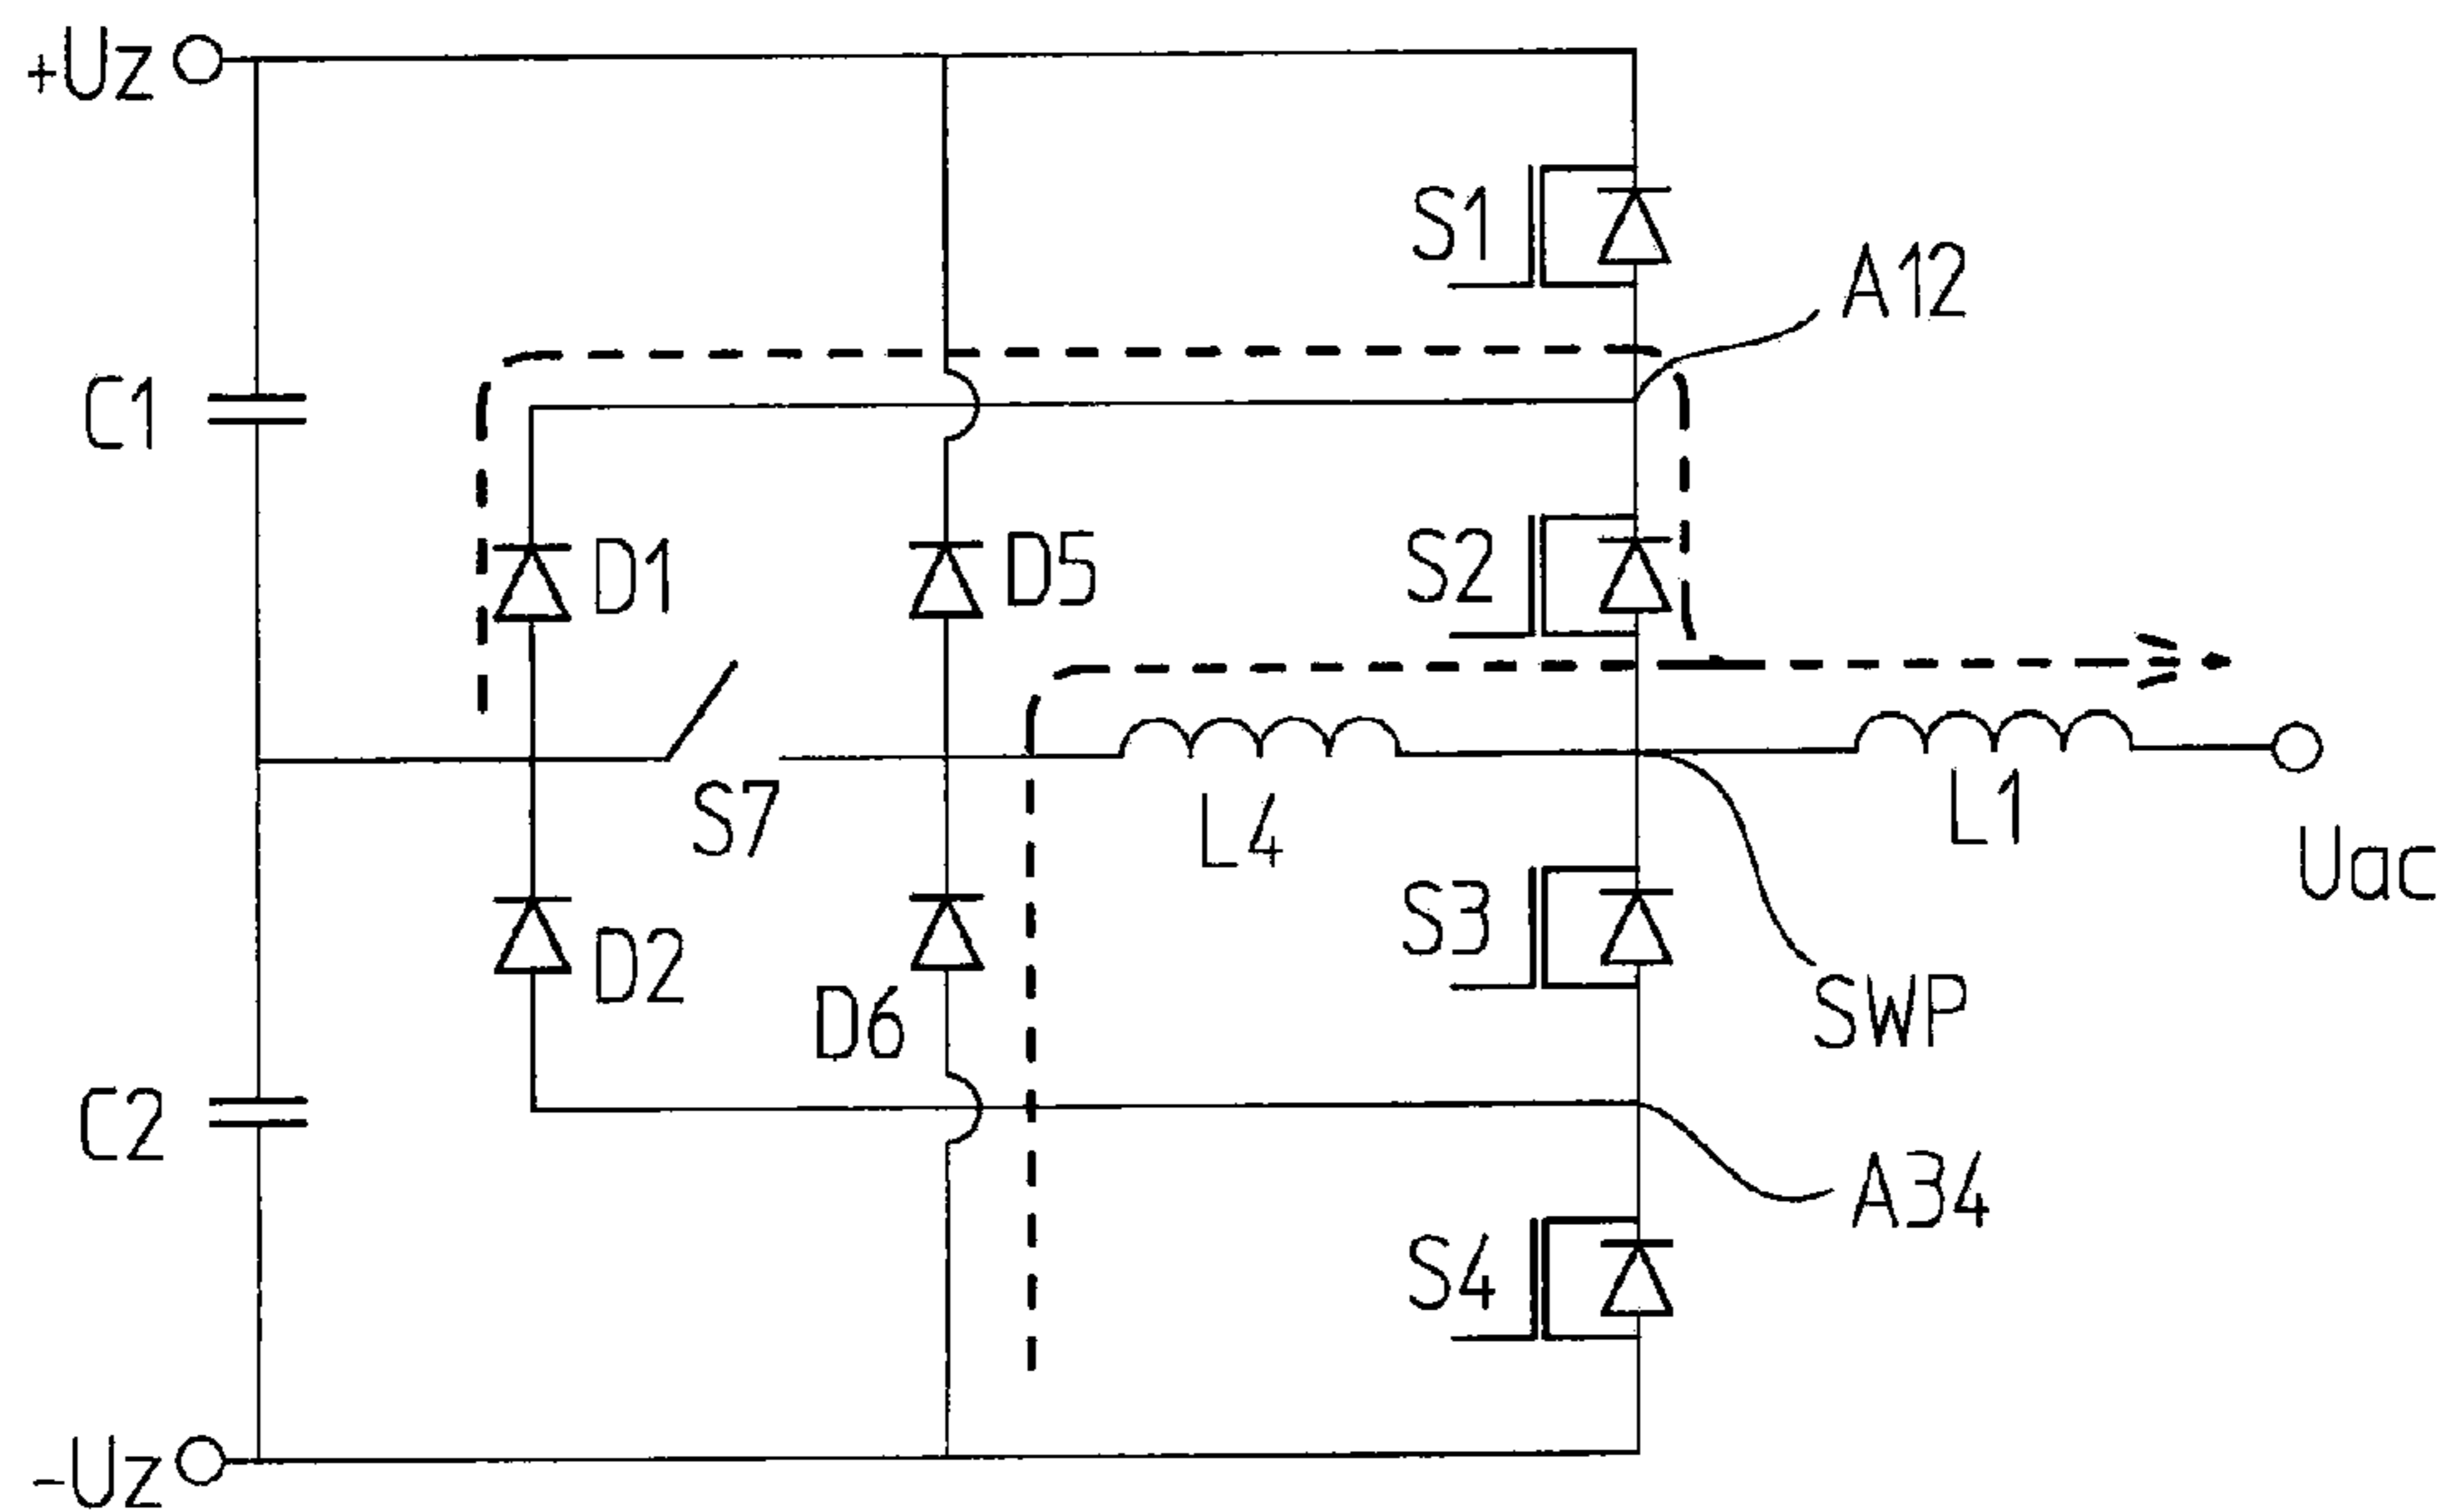 +Uz
S1
A12
C1
D1
D5
S2
S7
L4
L1
Uac
S3
D2
D6
SWP
C2
A34
S4
-Uz